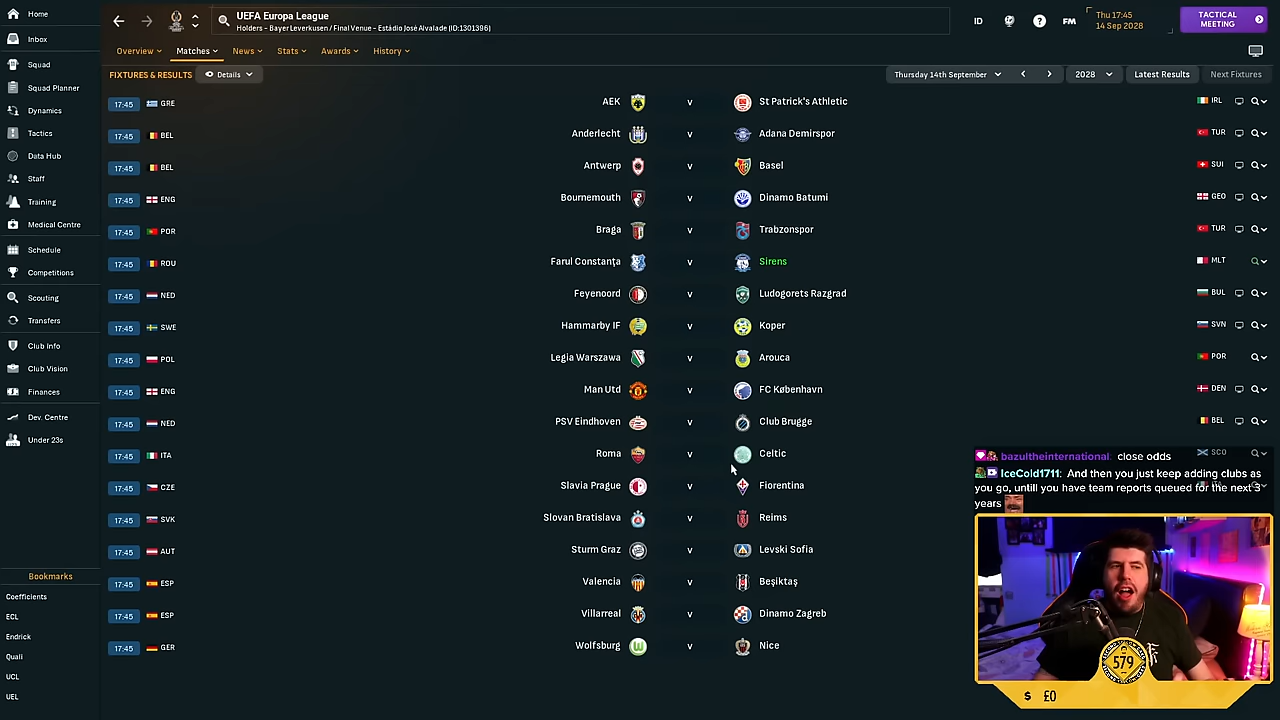 Home
Inbox
Squad
Squad Planner
Dynamics
Tactics
Data Hub
Staff
Training
Medical Centre
Schedule
Competitions
Scouting
Transfers
Club Info
Club Vision
Finances
Dev. Centre
Under 23s
Bookmarks
Coefficients
ECL
Endrick
Quali
UCL
UEL
UEFA Europa League
Holders - Bayer Leverkusen / Final Venue - Estádio José Alvalade (ID:1301396)
ID
FM
Thu 17:45
14 Sep 2028
TACTICAL
MEETING
Overview Matches News Stats Awards History
FIXTURES & RESULTS Details Thursday 14th September 2028 Latest Results Next Fixtures
17:45 GRE AEK v St Patrick's Athletic IRL
17:45 BEL Anderlecht v Adana Demirspor TUR
17:45 BEL Antwerp v Basel SUI
17:45 ENG Bournemouth v Dinamo Batumi GEO
17:45 POR Braga v Trabzonspor TUR
17:45 ROU Farul Constanța v Sirens MLT
17:45 NED Feyenoord v Ludogorets Razgrad BUL
17:45 SWE Hammarby IF v Koper SVN
17:45 POL Legia Warszawa v Arouca POR
17:45 ENG Man Utd v FC København DEN
17:45 NED PSV Eindhoven v Club Brugge BEL
17:45 ITA Roma v Celtic SCO
17:45 CZE Slavia Prague v Fiorentina
17:45 SVK Slovan Bratislava v Reims
17:45 AUT Sturm Graz v Levski Sofia
17:45 ESP Valencia v Beşiktaş
17:45 ESP Villarreal v Dinamo Zagreb
17:45 GER Wolfsburg v Nice
bazultheinternational: close odds
IceCold1711: And then you just keep adding clubs as
you go, untill you have team reports queued for the next 3
years
579
$ £0